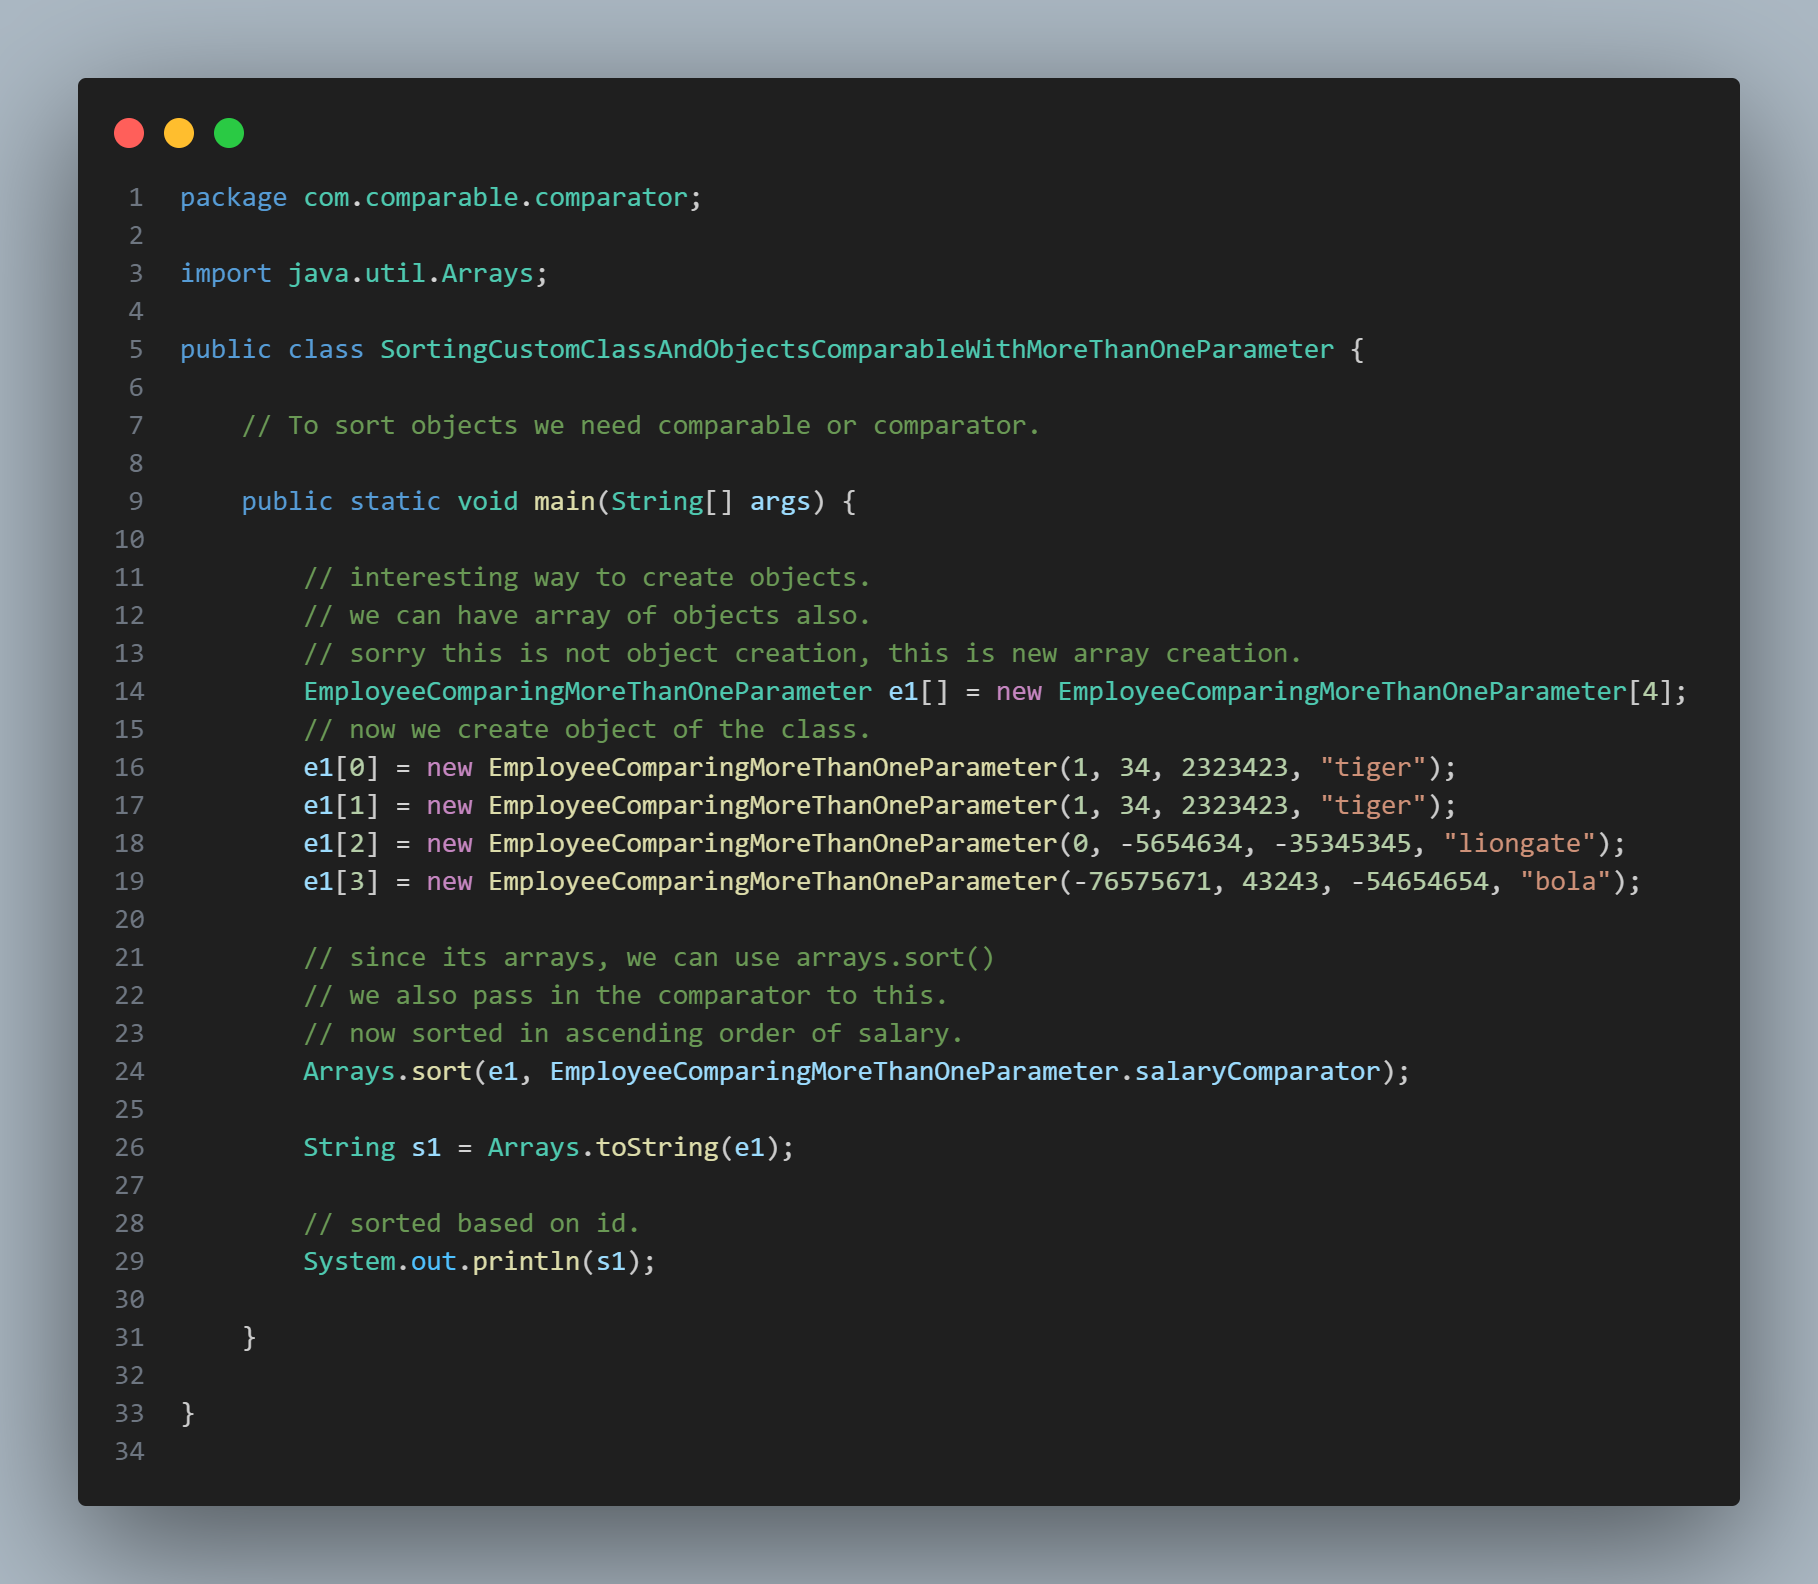 1 package com.comparable.comparator;
2
3 import java.util.Arrays;
4
5 public class SortingCustomClassAndObjectsComparableWithMoreThanOneParameter {
6
7     // To sort objects we need comparable or comparator.
8
9     public static void main(String[] args) {
10
11         // interesting way to create objects.
12         // we can have array of objects also.
13         // sorry this is not object creation, this is new array creation.
14         EmployeeComparingMoreThanOneParameter e1[] = new EmployeeComparingMoreThanOneParameter[4];
15         // now we create object of the class.
16         e1[0] = new EmployeeComparingMoreThanOneParameter(1, 34, 2323423, "tiger");
17         e1[1] = new EmployeeComparingMoreThanOneParameter(1, 34, 2323423, "tiger");
18         e1[2] = new EmployeeComparingMoreThanOneParameter(0, -5654634, -35345345, "liongate");
19         e1[3] = new EmployeeComparingMoreThanOneParameter(-76575671, 43243, -54654654, "bola");
20
21         // since its arrays, we can use arrays.sort()
22         // we also pass in the comparator to this.
23         // now sorted in ascending order of salary.
24         Arrays.sort(e1, EmployeeComparingMoreThanOneParameter.salaryComparator);
25
26         String s1 = Arrays.toString(e1);
27
28         // sorted based on id.
29         System.out.println(s1);
30
31     }
32
33 }
34